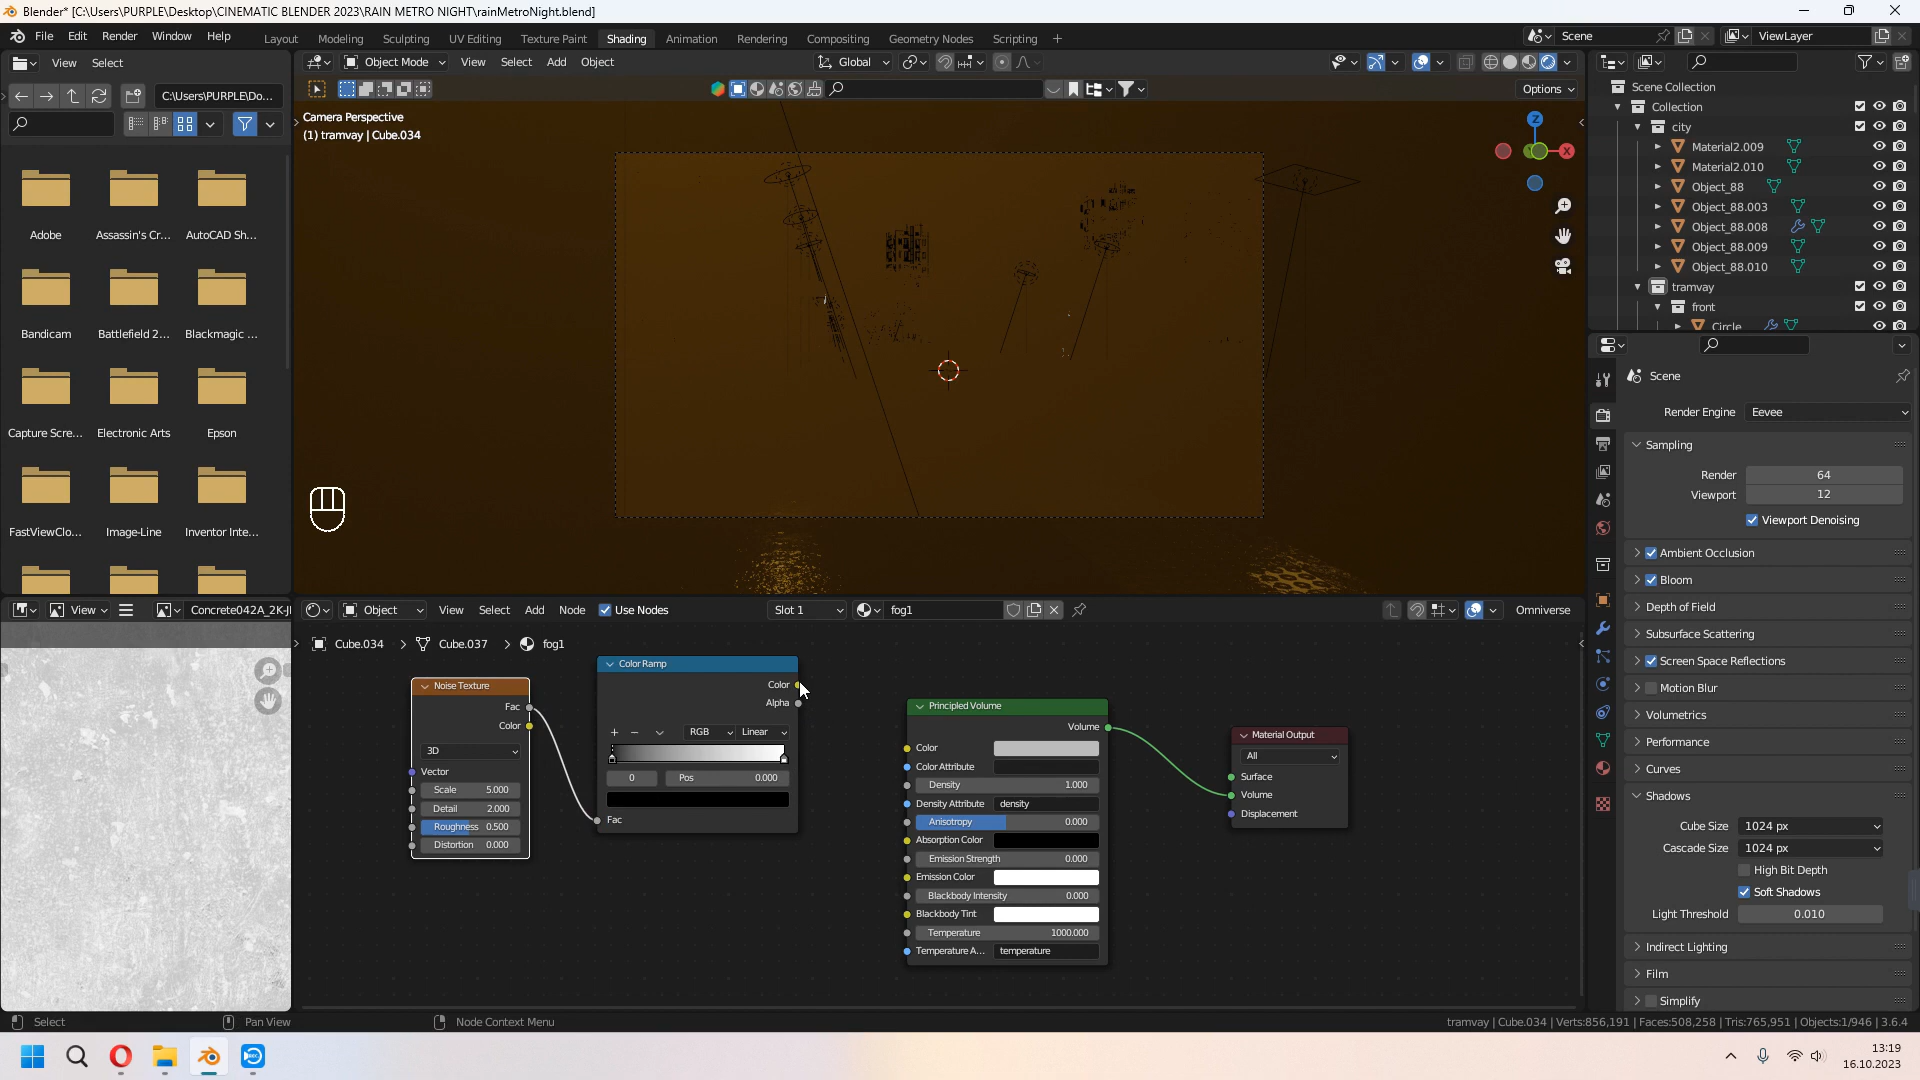 Blender* [C:\Users\PURPLE\Desktop\CINEMATIC BLENDER 2023\RAIN METRO NIGHT\rainMetroNight.blend]
File Edit Render Window Help
Layout Modeling Sculpting UV Editing Texture Paint Shading Animation Rendering Compositing Geometry Nodes Scripting
Scene
ViewLayer
View Select
C:\Users\PURPLE\Do...
Adobe
Assassin's Cr...
AutoCAD Sh...
Bandicam
Battlefield 2...
Blackmagic ...
Capture Scre...
Electronic Arts
Epson
FastViewClo...
Image-Line
Inventor Inte...
Object Mode View Select Add Object
Global
Options
Camera Perspective
(1) tramvay | Cube.034
Z
X
Scene Collection
Collection
city
Material2.009
Material2.010
Object_88
Object_88.003
Object_88.008
Object_88.009
Object_88.010
tramvay
front
Circle
Scene
Render Engine Eevee
Sampling
Render 64
Viewport 12
Viewport Denoising
Ambient Occlusion
Bloom
Depth of Field
Subsurface Scattering
Screen Space Reflections
Motion Blur
Volumetrics
Performance
Curves
Shadows
Cube Size 1024 px
Cascade Size 1024 px
High Bit Depth
Soft Shadows
Light Threshold 0.010
Indirect Lighting
Film
Simplify
View
Concrete042A_2K-J
Object View Select Add Node Use Nodes
Slot 1
fog1
Omniverse
Cube.034 > Cube.037 > fog1
Noise Texture
Fac
Color
3D
Vector
Scale 5.000
Detail 2.000
Roughness 0.500
Distortion 0.000
Color Ramp
Color
Alpha
RGB Linear
0 Pos 0.000
Fac
Principled Volume
Volume
Color
Color Attribute
Density 1.000
Density Attribute density
Anisotropy 0.000
Absorption Color
Emission Strength 0.000
Emission Color
Blackbody Intensity 0.000
Blackbody Tint
Temperature 1000.000
Temperature A... temperature
Material Output
All
Surface
Volume
Displacement
Select
Pan View
Node Context Menu
tramvay | Cube.034 | Verts:856,191 | Faces:508,258 | Tris:765,951 | Objects:1/946 | 3.6.4
13:19
16.10.2023